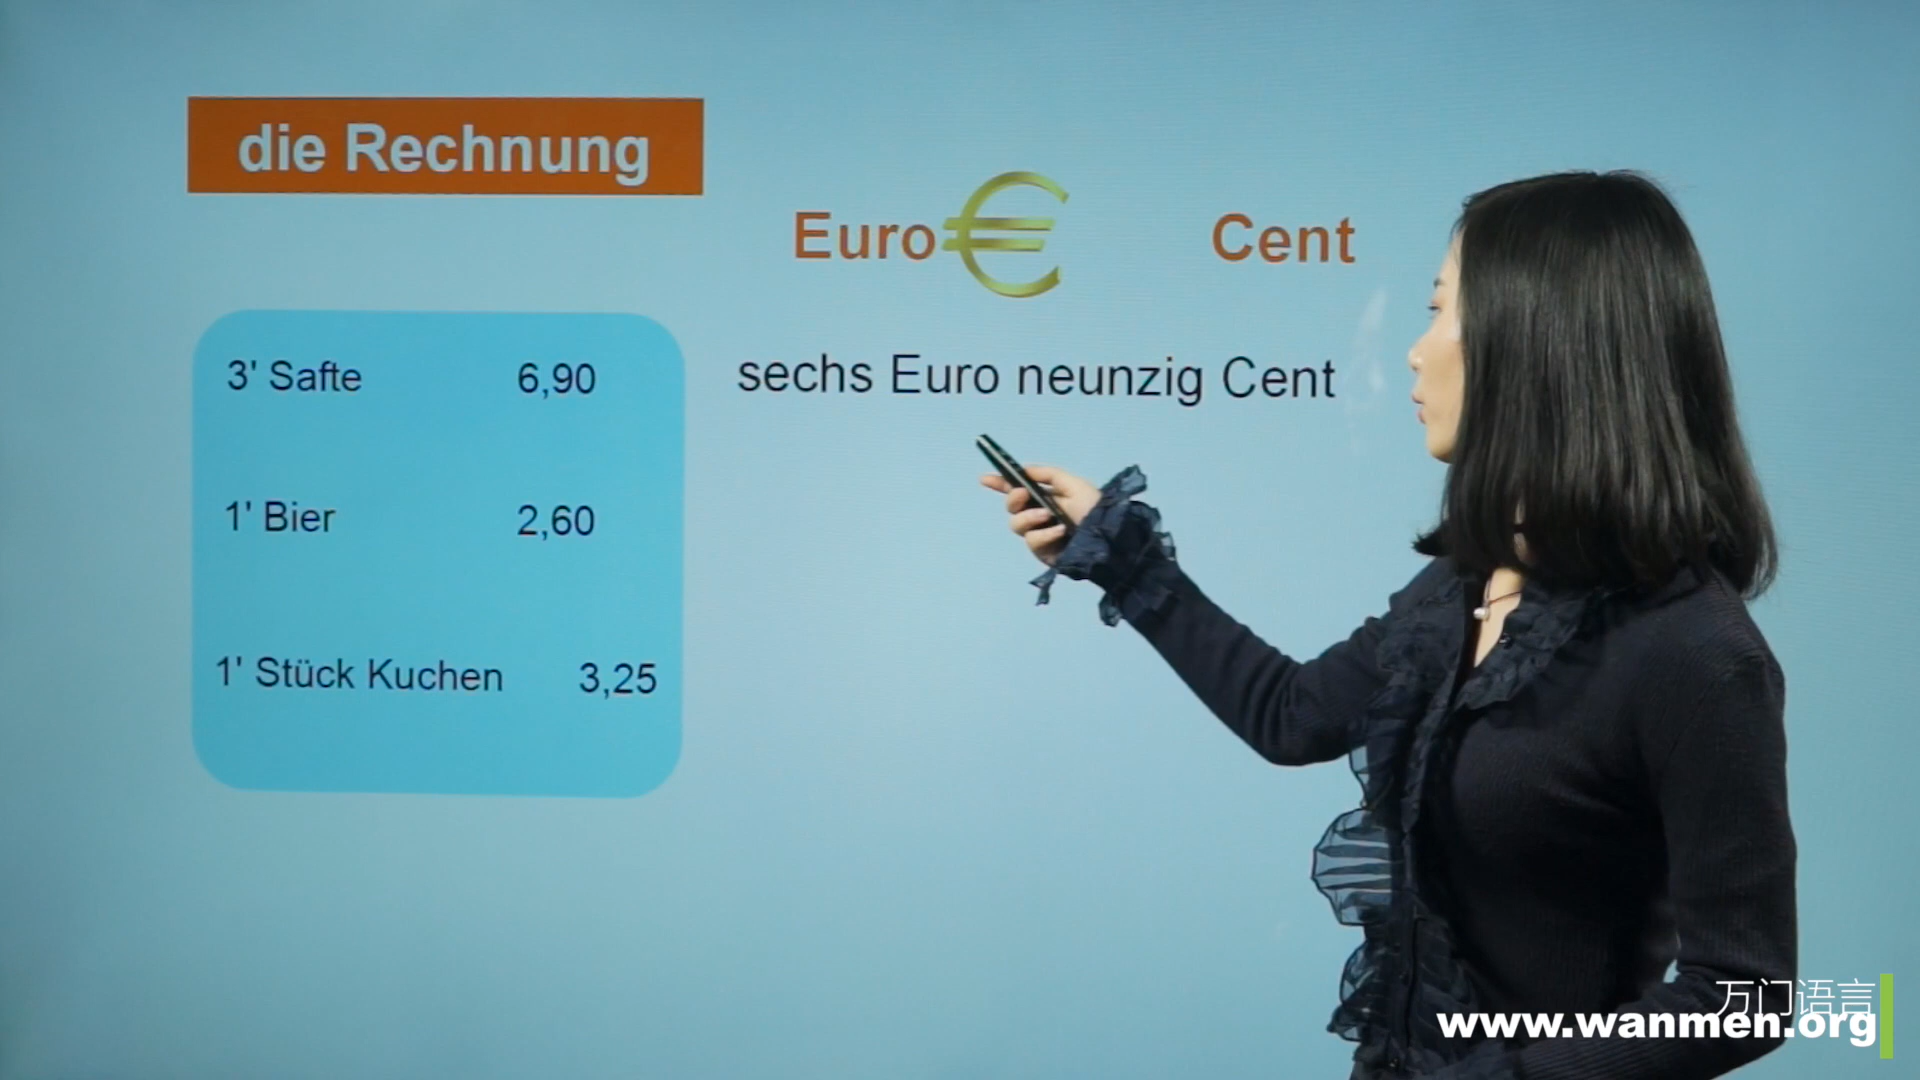 die Rechnung
Euro €
Cent
3' Safte 6,90
sechs Euro neunzig Cent
1' Bier 2,60
1' Stück Kuchen 3,25
万门语言
www.wanmen.org